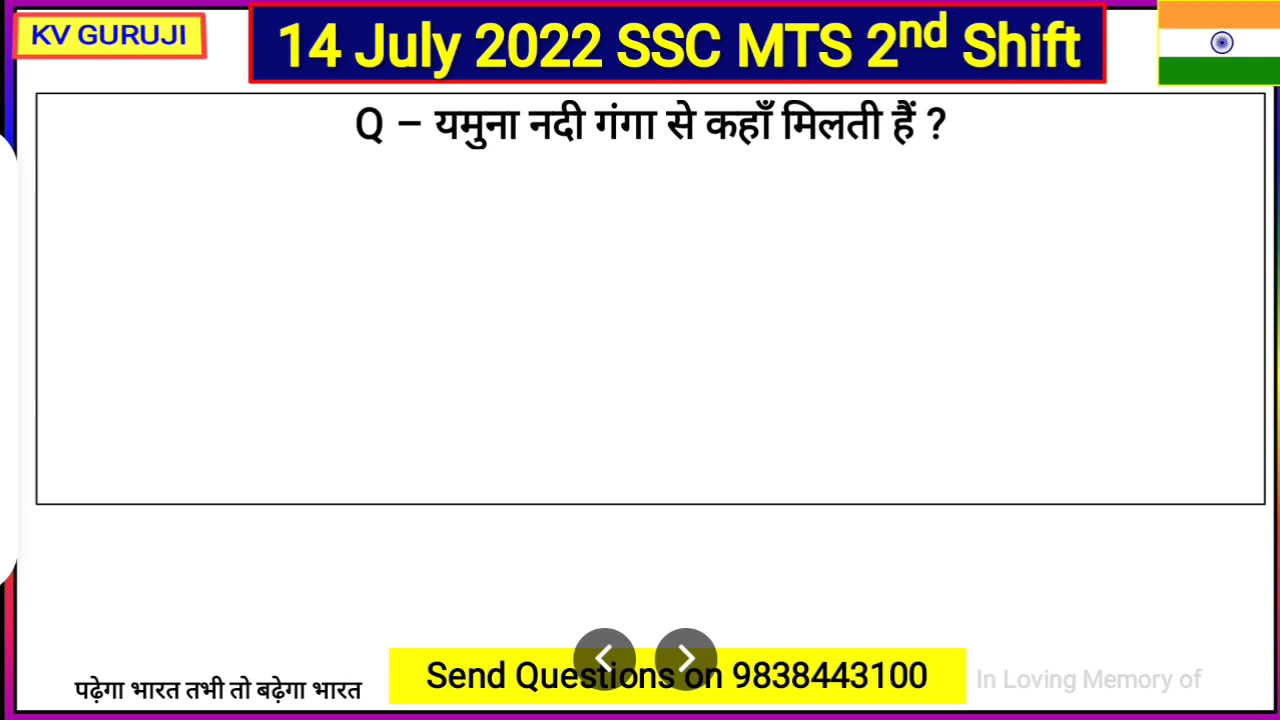 KV GURUJI
14 July 2022 SSC MTS 2nd Shift
Q – यमुना नदी गंगा से कहाँ मिलती हैं ?
पढ़ेगा भारत तभी तो बढ़ेगा भारत
Send Questions on 9838443100
In Loving Memory of